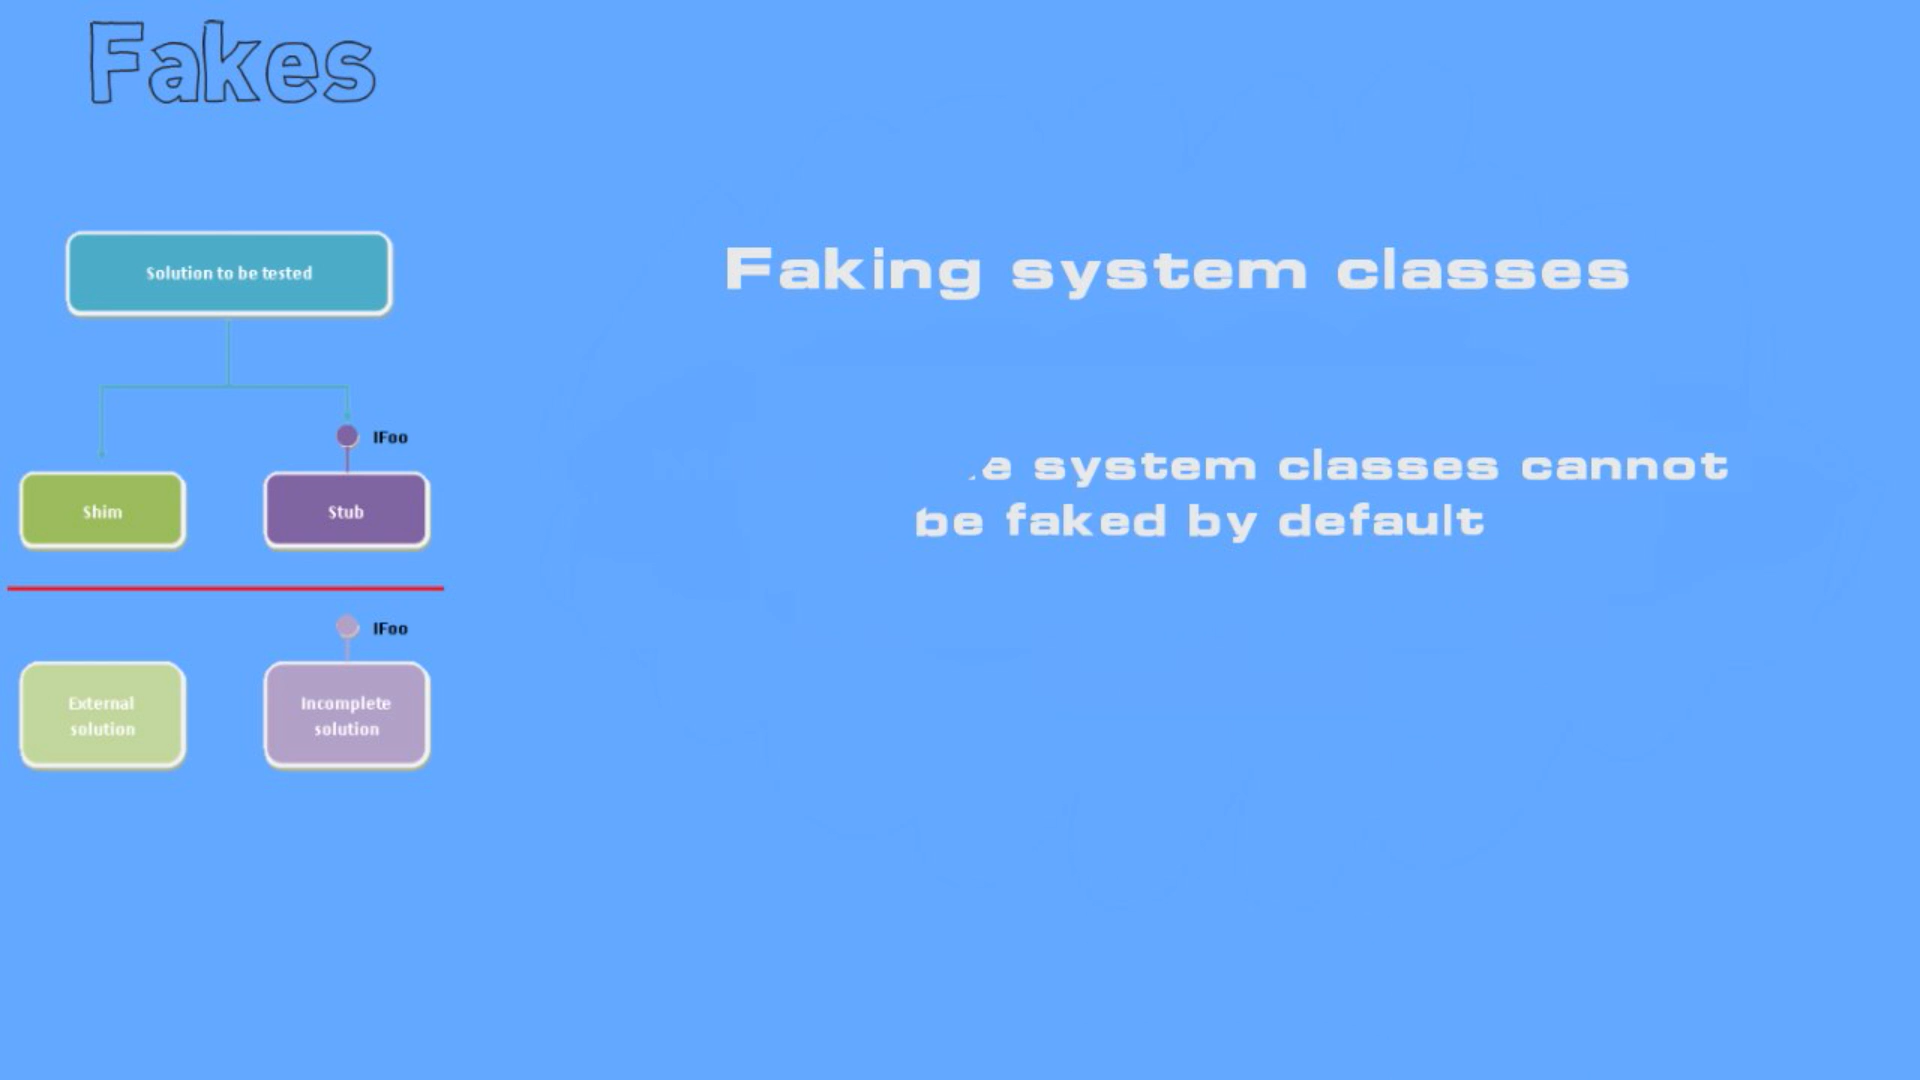 Fakes
Faking system classes
Solution to be tested
system classes cannot
be faked by default
IFoo
Shim
Stub
IFoo
External
solution
Incomplete
solution